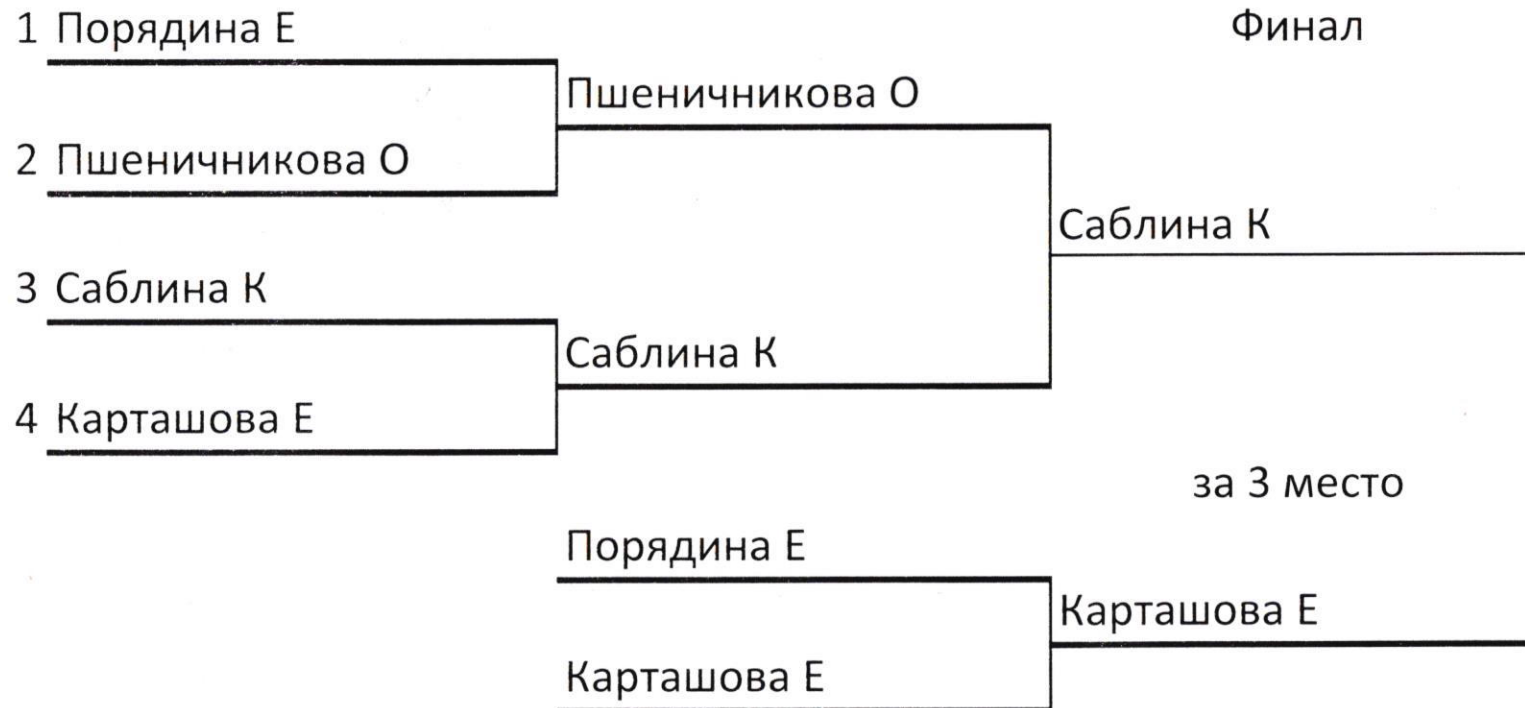 1 Порядина Е
Финал
Пшеничникова О
2 Пшеничникова О
Саблина К
3 Саблина К
Саблина К
4 Карташова Е
за 3 место
Порядина Е
Карташова Е
Карташова Е